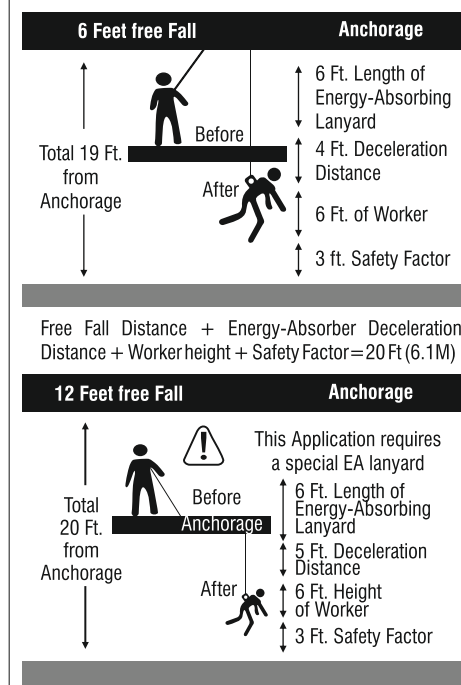 6 Feet free Fall
Anchorage
Total 19 Ft.
from
Anchorage
Before
After
6 Ft. Length of
Energy-Absorbing
Lanyard
4 Ft. Deceleration
Distance
6 Ft. of Worker
3 ft. Safety Factor
Free Fall Distance + Energy-Absorber Deceleration
Distance + Worker height + Safety Factor=20 Ft (6.1M)
12 Feet free Fall
Anchorage
This Application requires
a special EA lanyard
Total
20 Ft.
from
Anchorage
Before
Anchorage
After
6 Ft. Length of
Energy-Absorbing
Lanyard
5 Ft. Deceleration
Distance
6 Ft. Height
of Worker
3 Ft. Safety Factor